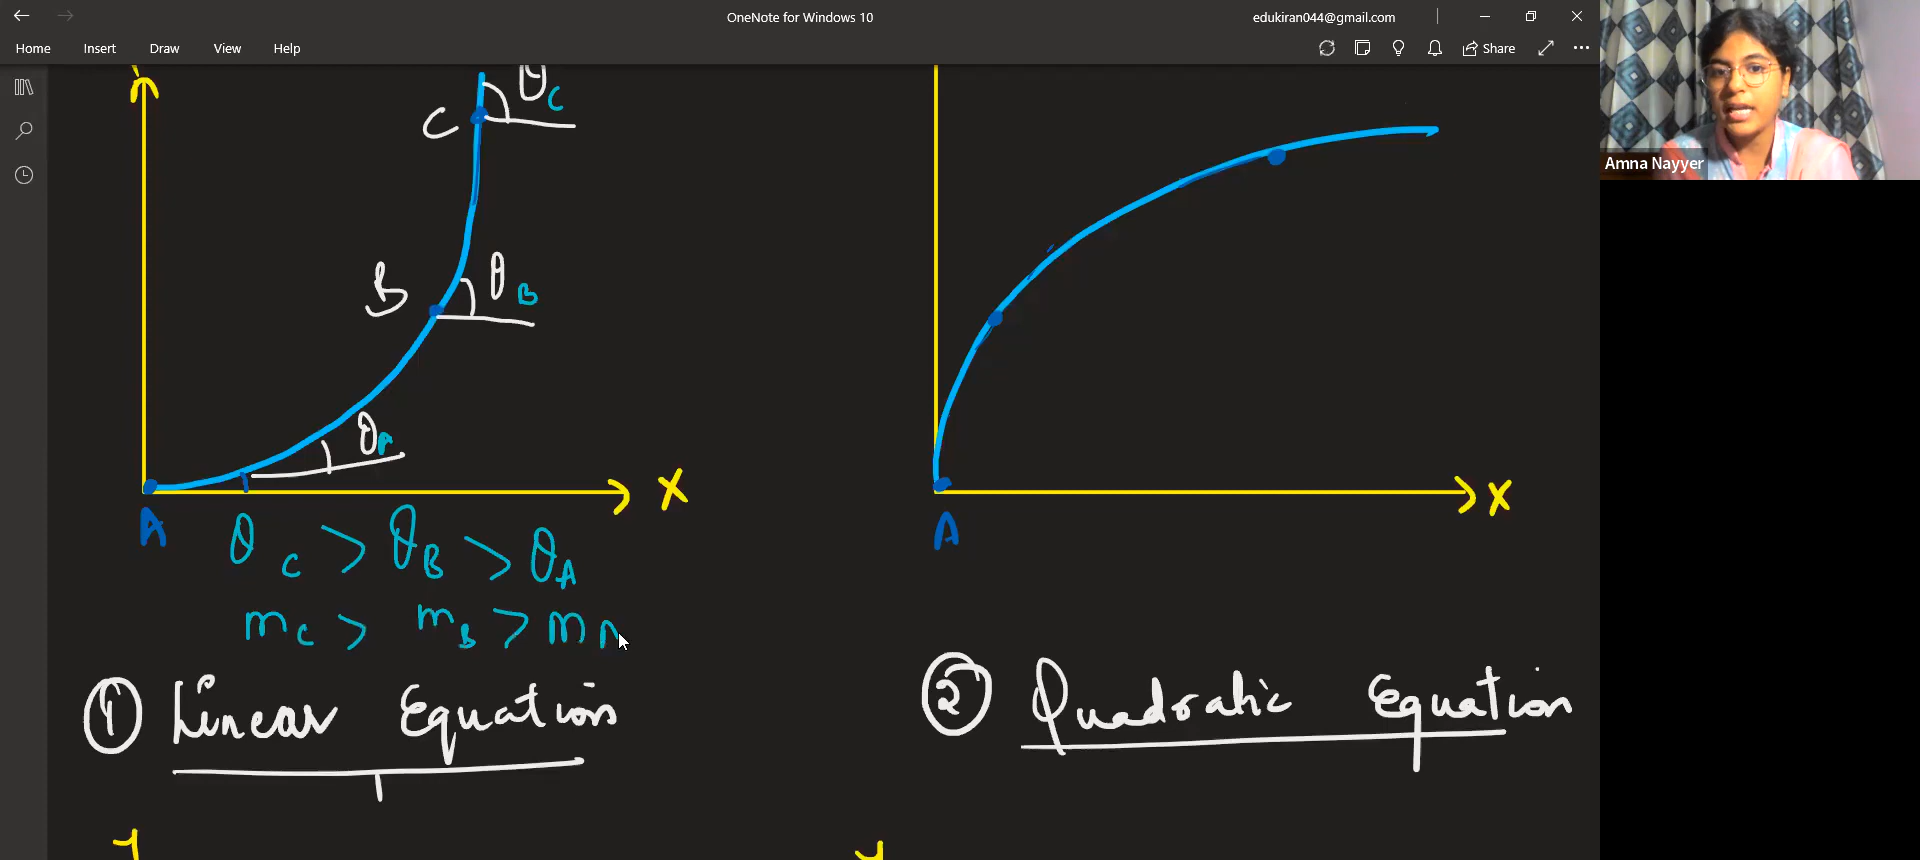 OneNote for Windows 10
edukiran044@gmail.com
Home Insert Draw View Help
Share
Amna Nayyer
C θC
B θB
θA
X
A
X
A
θC > θB > θA
mC > mB > m
① Linear Equation
② Quadratic Equation
y
y